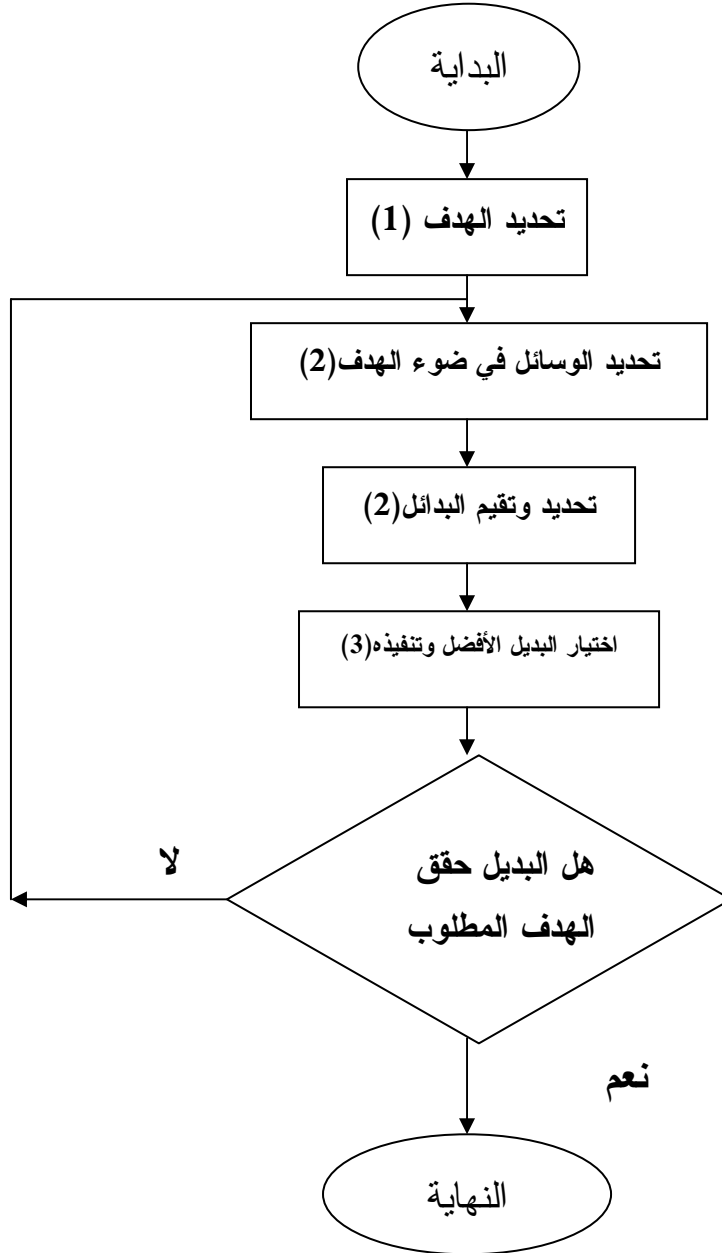 البداية
تحديد الهدف (1)
تحديد الوسائل في ضوء الهدف(2)
تحديد وتقيم البدائل(2)
اختيار البديل الأفضل وتنفيذه(3)
هل البديل حقق
الهدف المطلوب
لا
نعم
النهاية